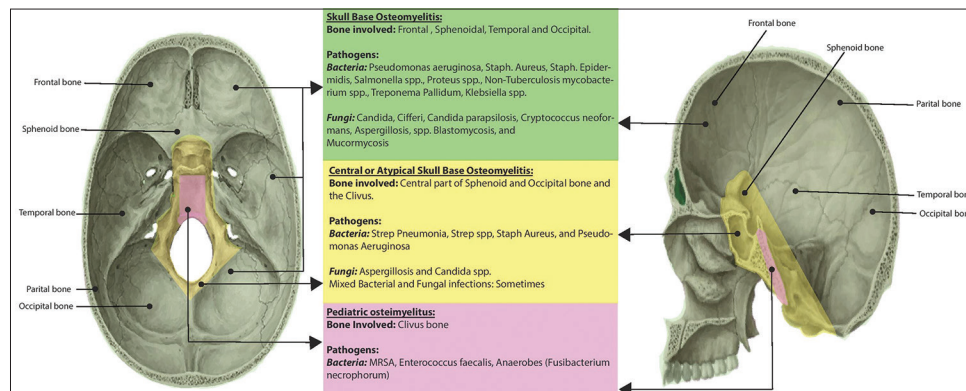 Frontal bone
Sphenoid bone
Temporal bone
Parital bone
Occipital bone
Skull Base Osteomyelitis:
Bone involved: Frontal , Sphenoidal, Temporal and Occipital.
Pathogens:
Bacteria: Pseudomonas aeruginosa, Staph. Aureus, Staph. Epider-
midis, Salmonella spp., Proteus spp., Non-Tuberculosis mycobacte-
rium spp., Treponema Pallidum, Klebsiella spp.
Fungi: Candida, Cifferi, Candida parapsilosis, Cryptococcus neofor-
mans, Aspergillosis, spp. Blastomycosis, and
Mucormycosis
Central or Atypical Skull Base Osteomyelitis:
Bone involved: Central part of Sphenoid and Occipital bone and
the Clivus.
Pathogens:
Bacteria: Strep Pneumonia, Strep spp, Staph Aureus, and Pseudo-
monas Aeruginosa
Fungi: Aspergillosis and Candida spp.
Mixed Bacterial and Fungal infections: Sometimes
Pediatric osteimyelitus:
Bone Involved: Clivus bone
Pathogens:
Bacteria: MRSA, Enterococcus faecalis, Anaerobes (Fusibacterium
necrophorum)
Frontal bone
Sphenoid bone
Parital bone
Temporal bon
Occipital bon